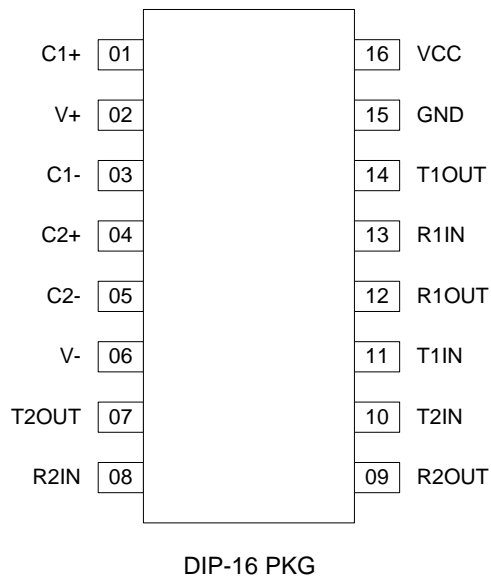 C1+ 01 16 VCC
V+ 02 15 GND
C1- 03 14 T1OUT
C2+ 04 13 R1IN
C2- 05 12 R1OUT
V- 06 11 T1IN
T2OUT 07 10 T2IN
R2IN 08 09 R2OUT
DIP-16 PKG